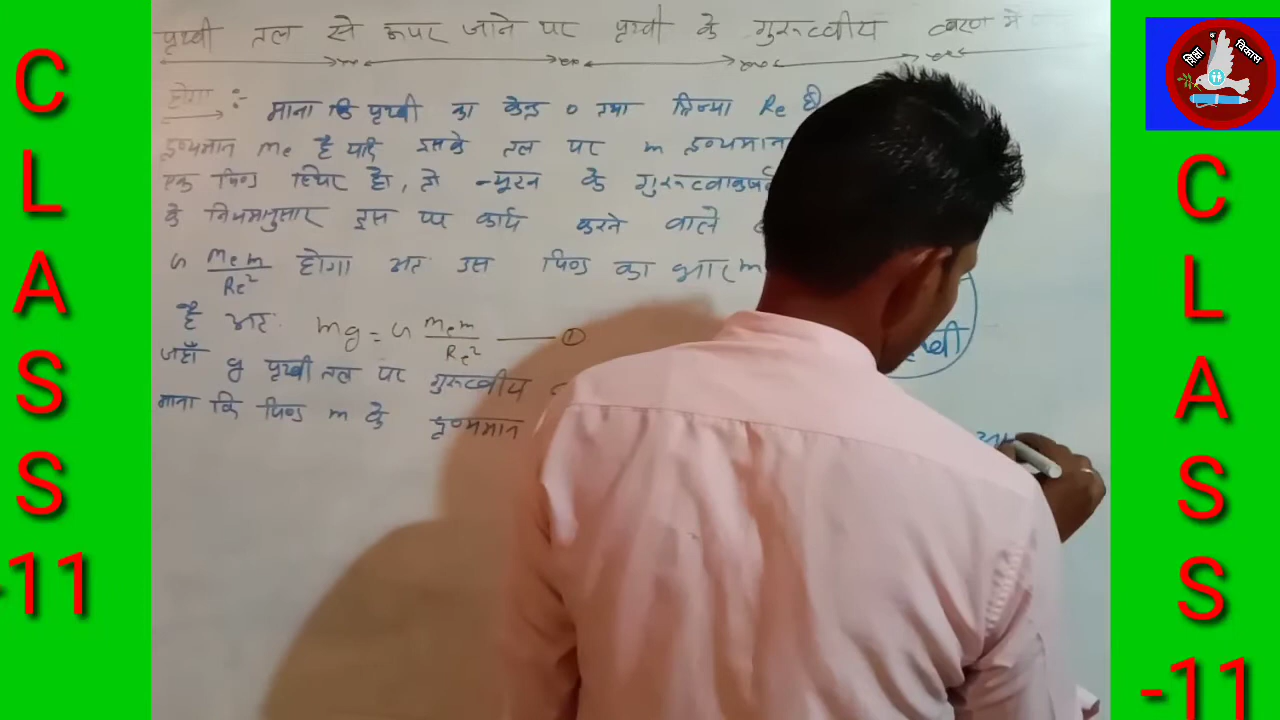 पृथ्वी तल से ऊपर जाने पर पृथ्वी के गुरुत्वीय त्वरण मे
होगा :- माना कि पृथ्वी का केन्द्र O तथा त्रिज्या Re
द्रव्यमान Me है यदि इसके तल पर m द्रव्यमान
एक पिण्ड स्थिर हो, तो न्यूटन के
के नियमानुसार इस पर कार्य करने वाले
G Mem/Re² होगा अतः उस पिण्ड का भार m
है अतः mg = G Mem/Re² —— ①
जहाँ g पृथ्वी तल पर गुरुत्वीय
माना कि पिण्ड m के द्रव्यमान
CLASS
-11
CLASS
-11
शिक्षा
विकास